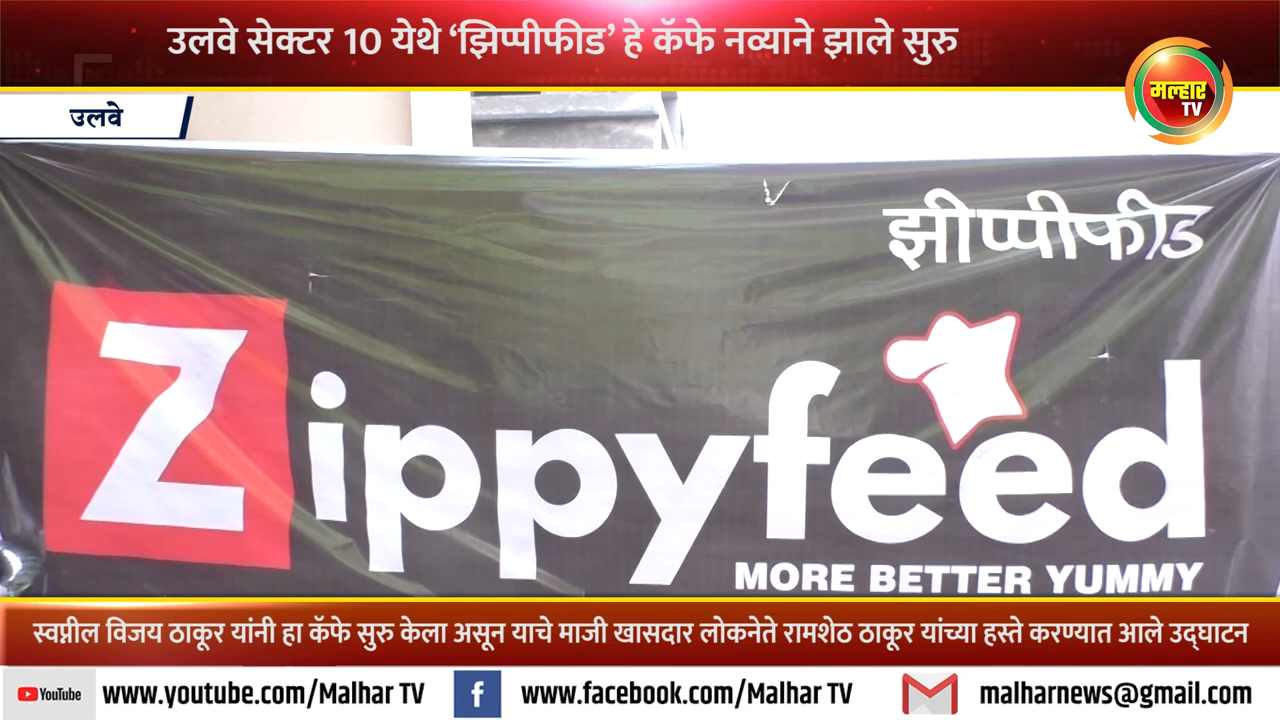 उलवे सेक्टर 10 येथे ‘झिप्पीफीड’ हे कॅफे नव्याने झाले सुरु
मल्हार
TV
उलवे
झीप्पीफीड
Zippyfeed
MORE BETTER YUMMY
स्वप्नील विजय ठाकूर यांनी हा कॅफे सुरु केला असून याचे माजी खासदार लोकनेते रामशेठ ठाकूर यांच्या हस्ते करण्यात आले उद्घाटन
YouTube www.youtube.com/Malhar TV f www.facebook.com/Malhar TV malharnews@gmail.com